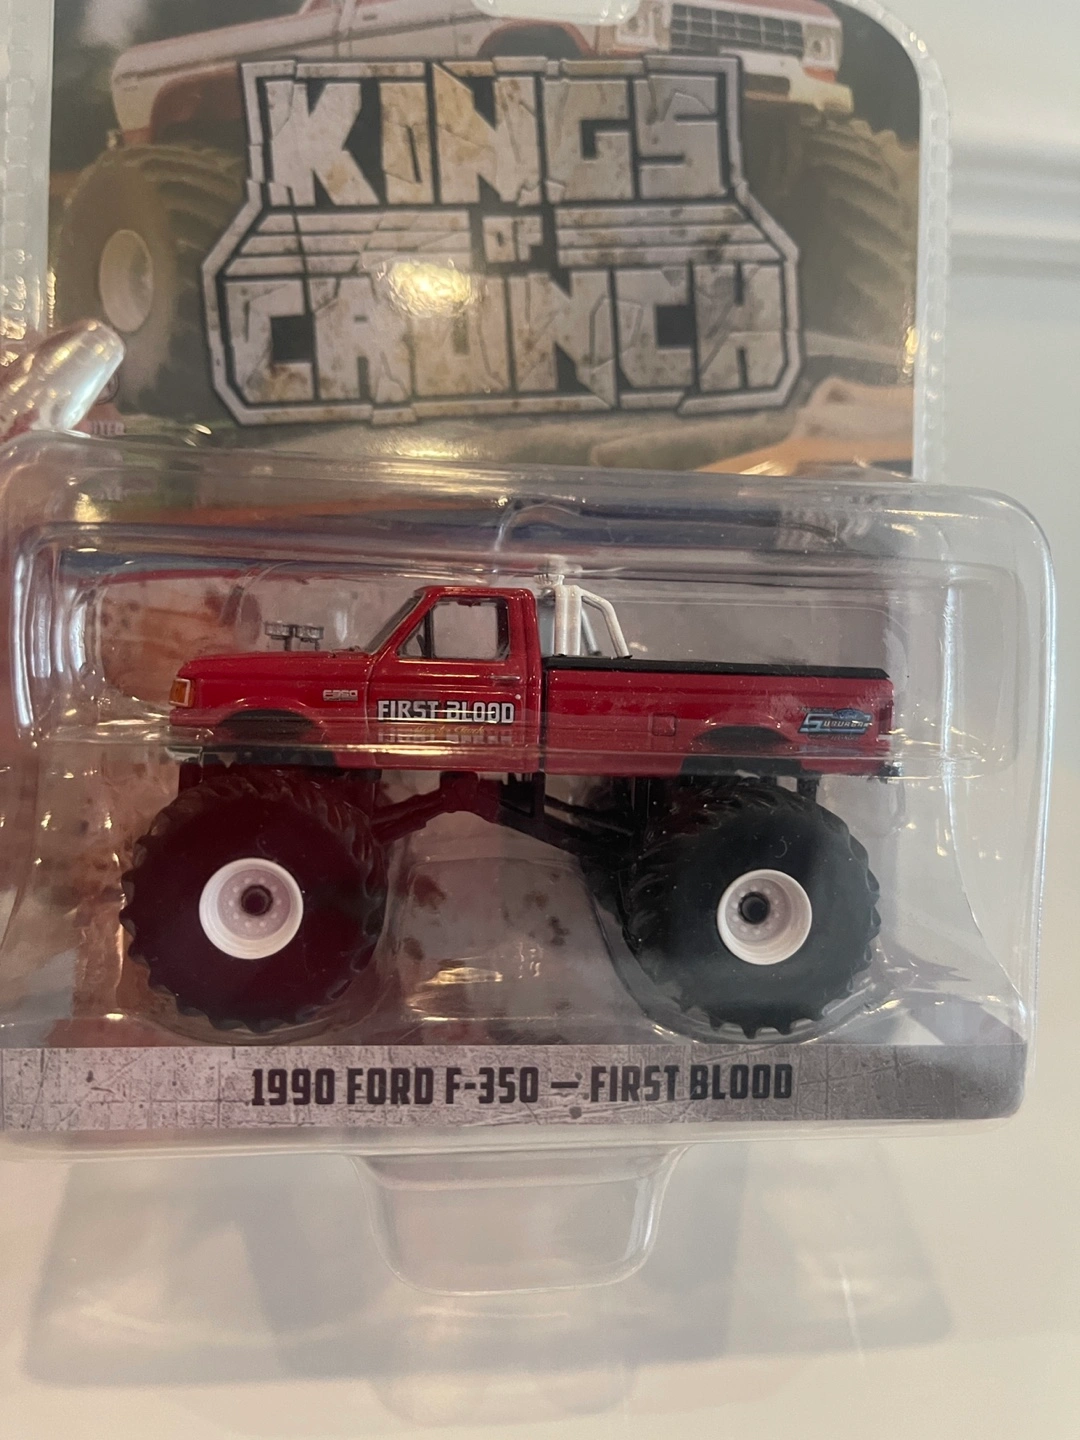 KINGS
OF
CRUNCH
F350
FIRST BLOOD
1990 FORD F-350 — FIRST BLOOD